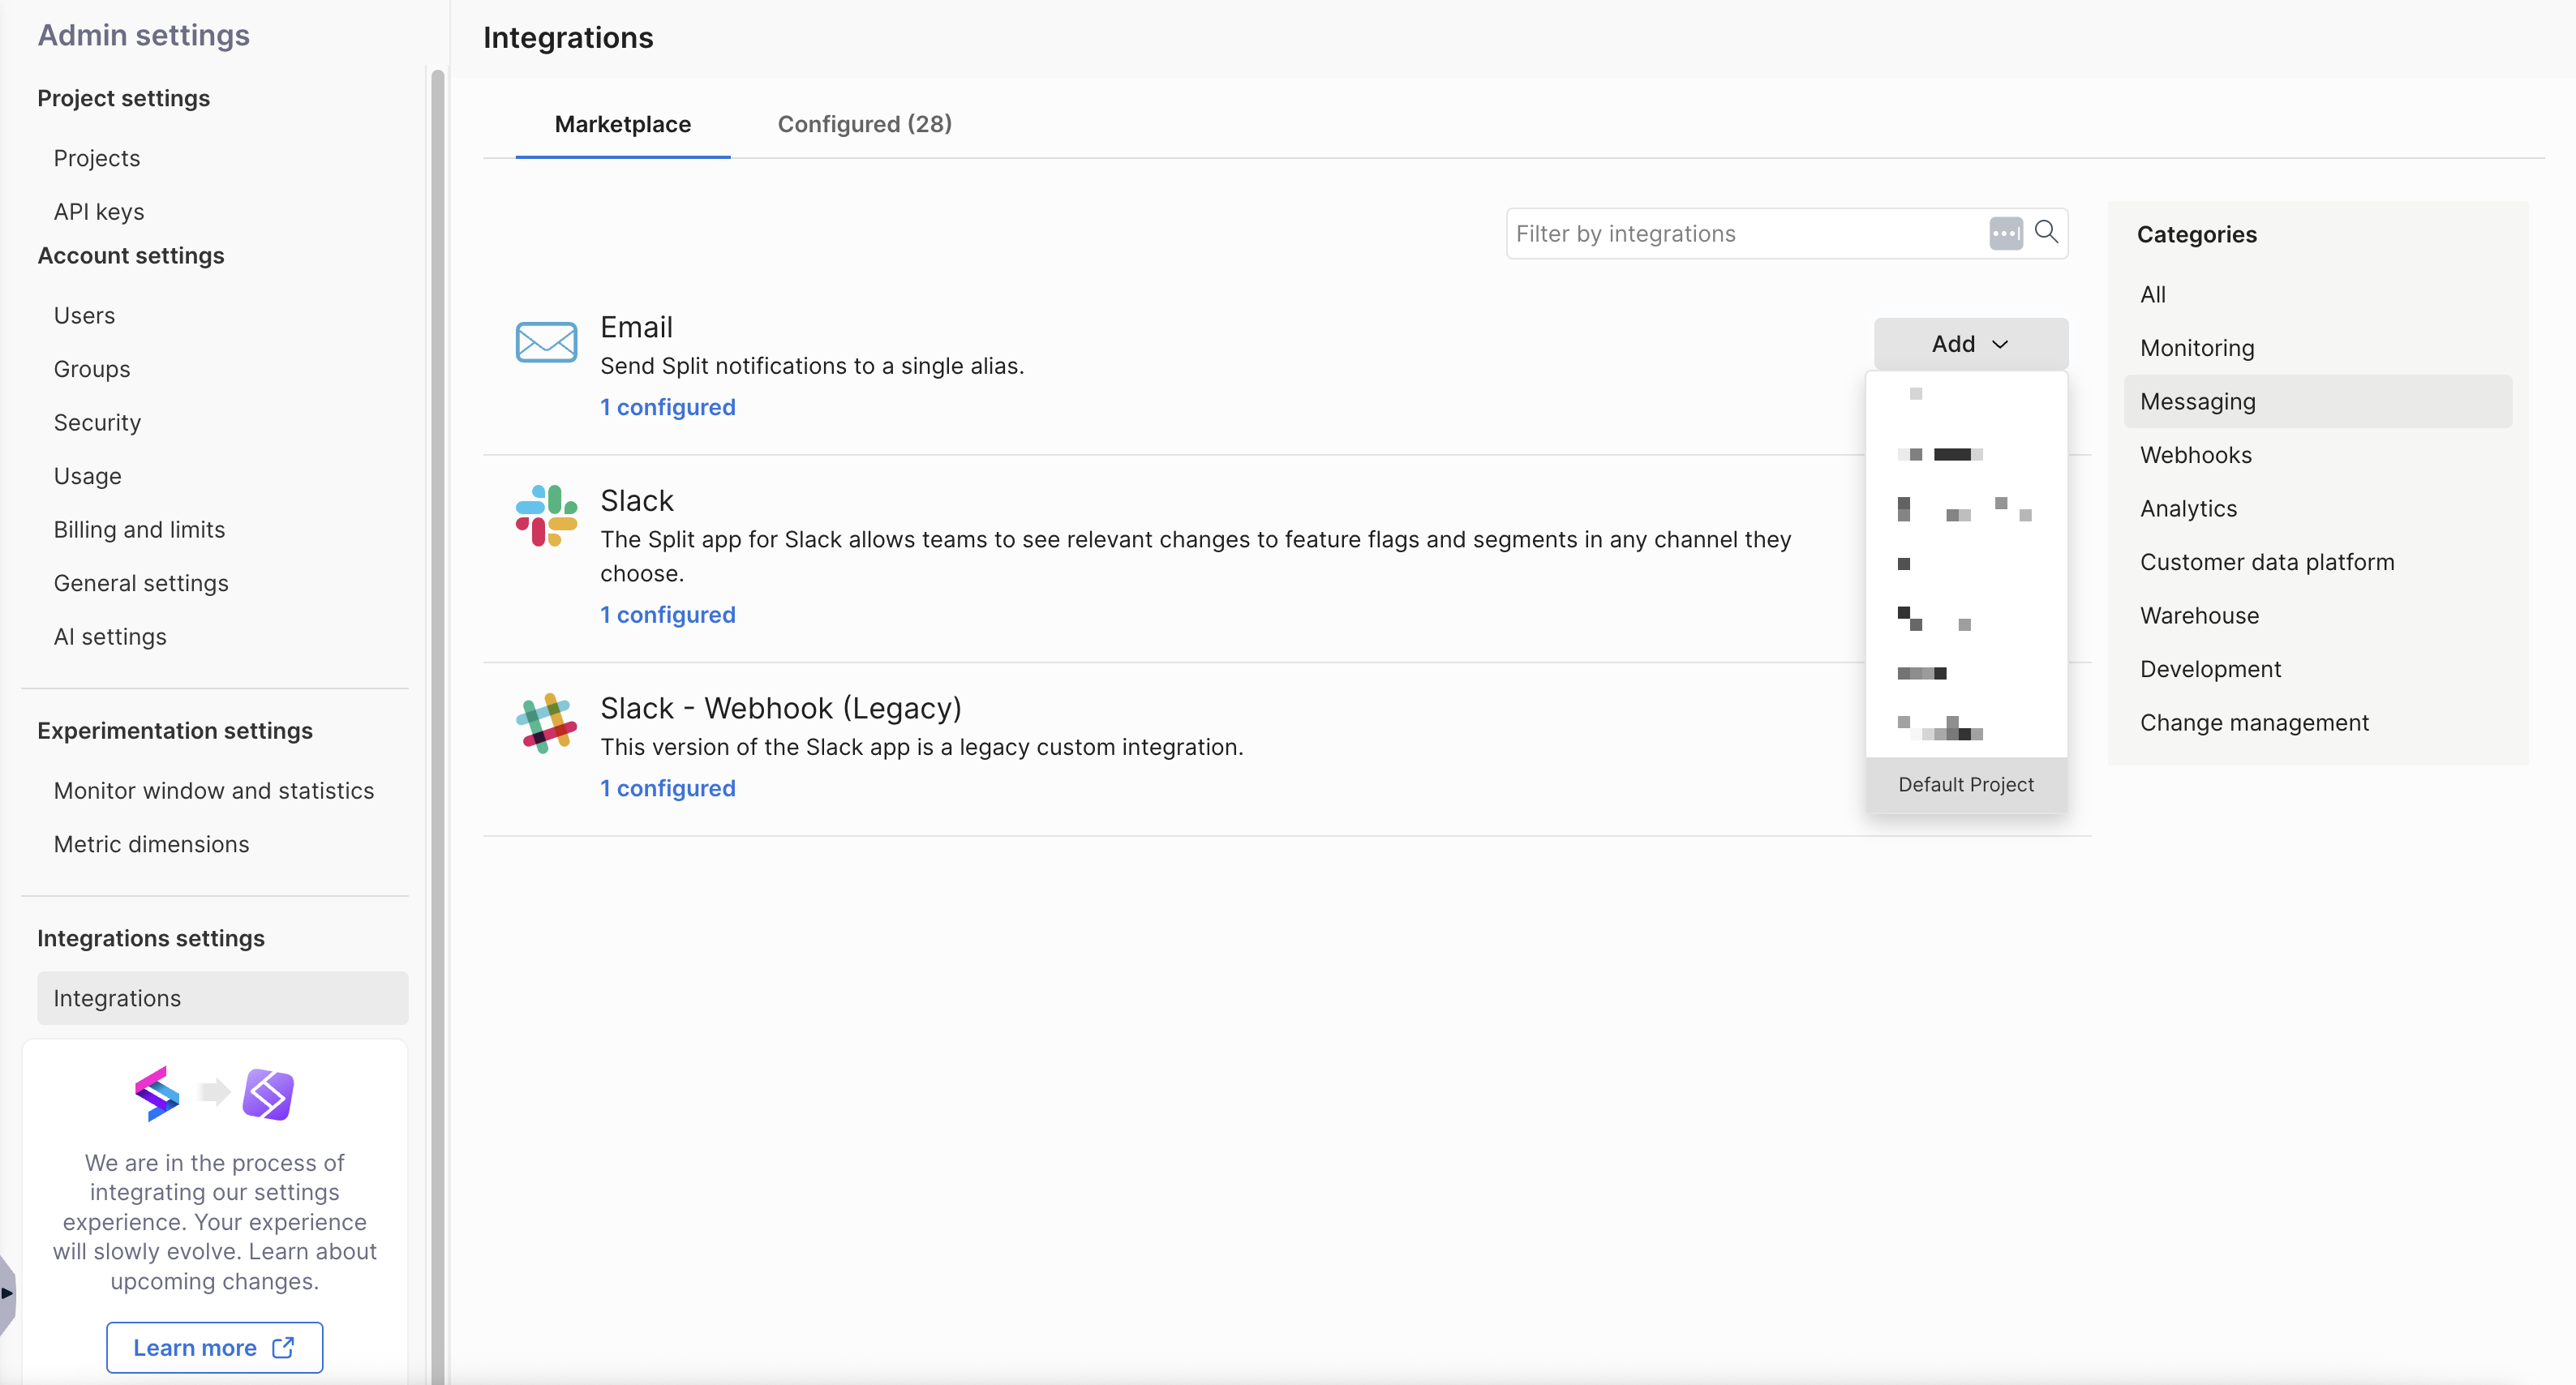 Admin settings
Project settings
Projects
API keys
Account settings
Users
Groups
Security
Usage
Billing and limits
General settings
AI settings
Experimentation settings
Monitor window and statistics
Metric dimensions
Integrations settings
Integrations
We are in the process of
integrating our settings
experience. Your experience
will slowly evolve. Learn about
upcoming changes.
Learn more
Integrations
Marketplace
Configured (28)
Filter by integrations
Email
Send Split notifications to a single alias.
1 configured
Add
Default Project
Slack
The Split app for Slack allows teams to see relevant changes to feature flags and segments in any channel they
choose.
1 configured
Slack - Webhook (Legacy)
This version of the Slack app is a legacy custom integration.
1 configured
Categories
All
Monitoring
Messaging
Webhooks
Analytics
Customer data platform
Warehouse
Development
Change management